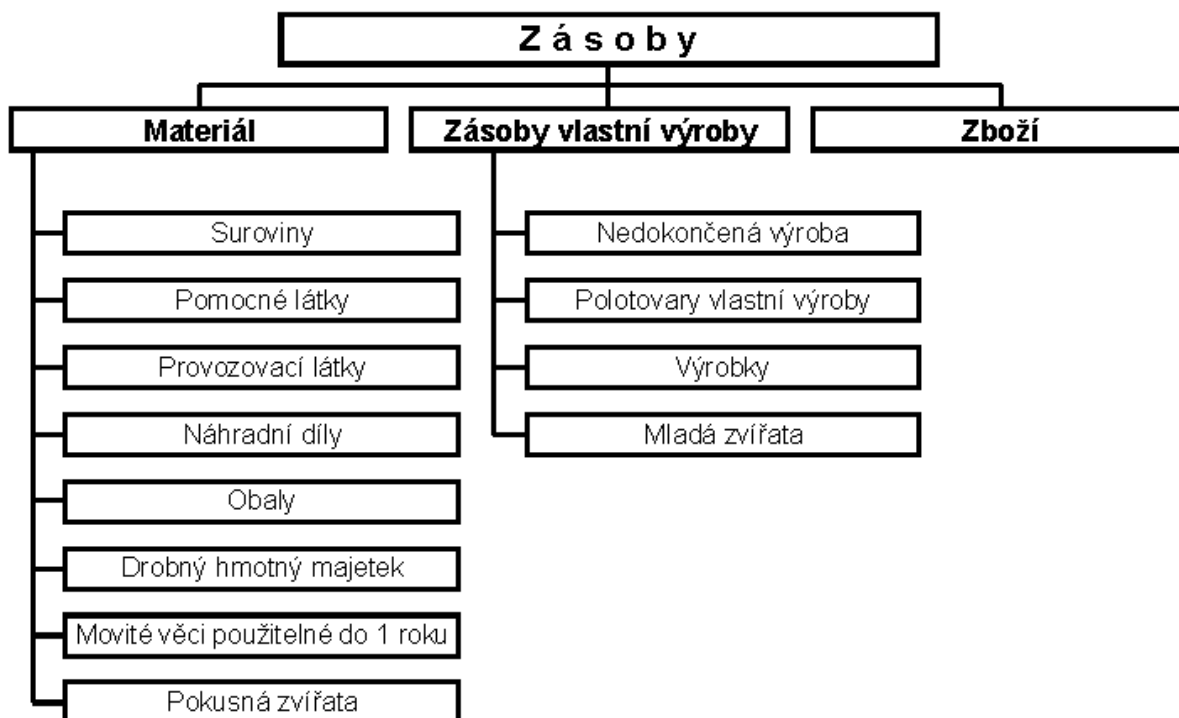 Zásoby
Materiál
Zásoby vlastní výroby
Zboží
Suroviny
Pomocné látky
Provozovací látky
Náhradní díly
Obaly
Drobný hmotný majetek
Movité věci použitelné do 1 roku
Pokusná zvířata
Nedokončená výroba
Polotovary vlastní výroby
Výrobky
Mladá zvířata